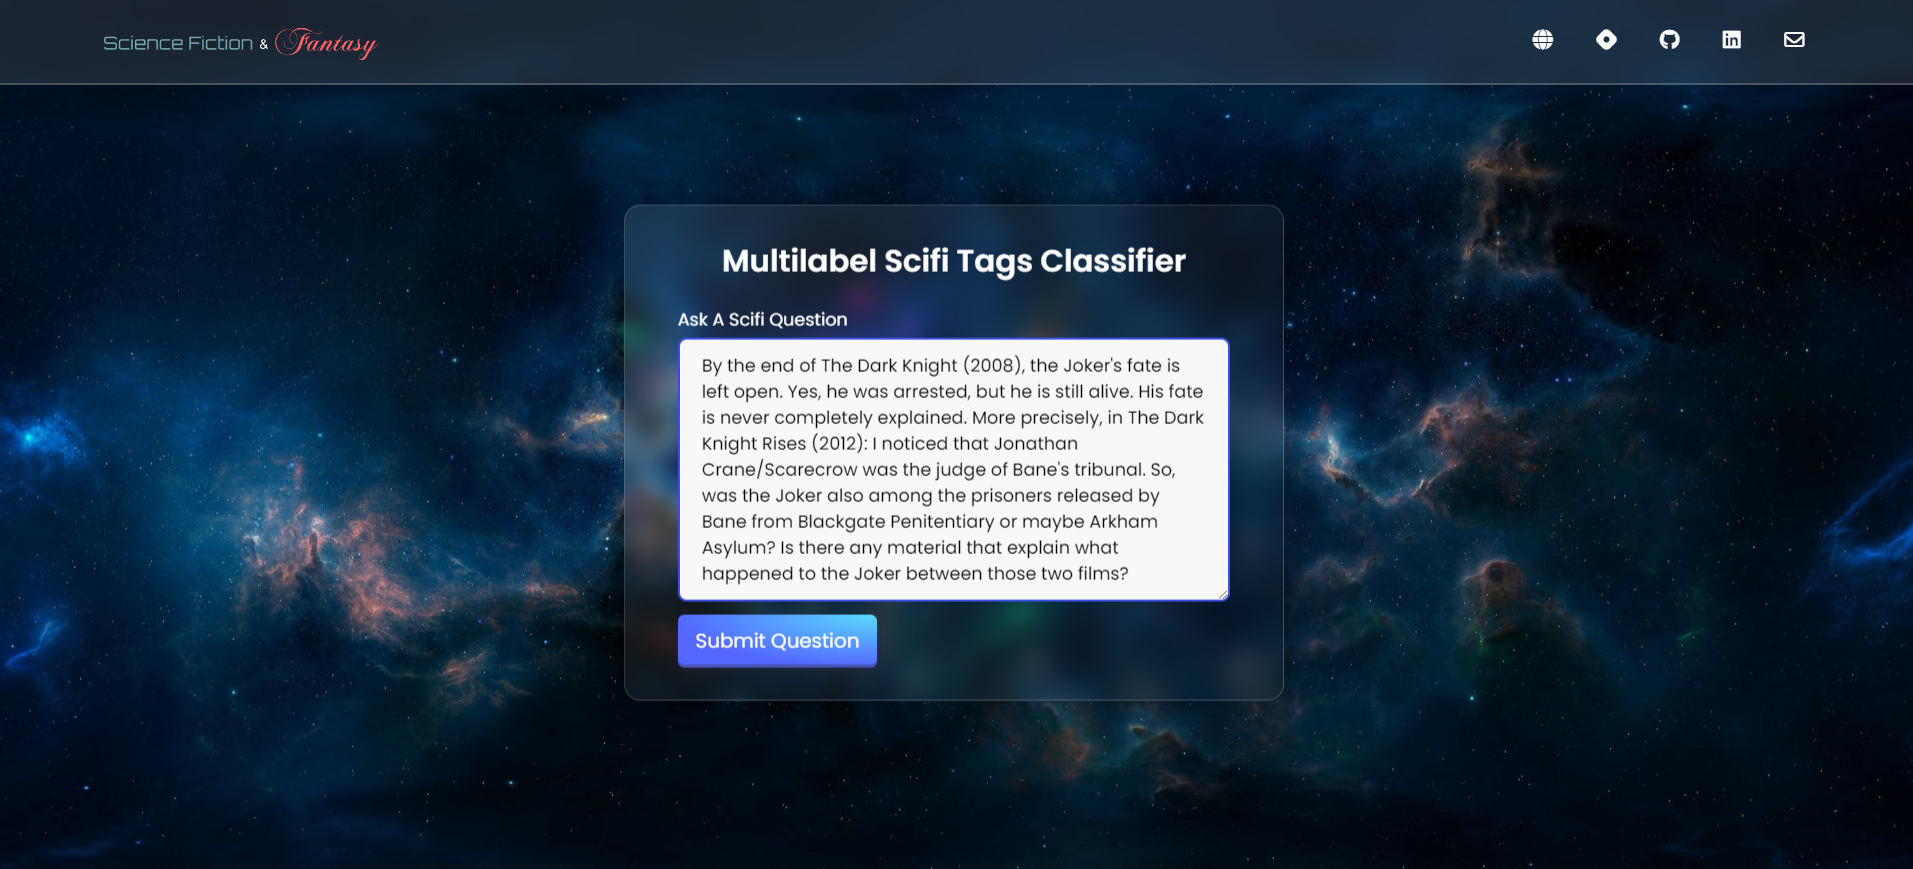 Science Fiction & Fantasy
Multilabel Scifi Tags Classifier
Ask A Scifi Question
By the end of The Dark Knight (2008), the Joker's fate is
left open. Yes, he was arrested, but he is still alive. His fate
is never completely explained. More precisely, in The Dark
Knight Rises (2012): I noticed that Jonathan
Crane/Scarecrow was the judge of Bane's tribunal. So,
was the Joker also among the prisoners released by
Bane from Blackgate Penitentiary or maybe Arkham
Asylum? Is there any material that explain what
happened to the Joker between those two films?
Submit Question